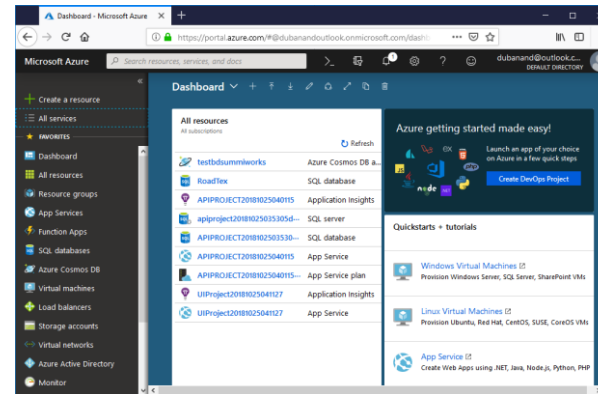 Dashboard - Microsoft Azure
https://portal.azure.com/#@dubanandoutlook.onmicrosoft.com/dashb
Microsoft Azure
Search resources, services, and docs
1
dubanand@outlook.c...
DEFAULT DIRECTORY
Create a resource
All services
FAVORITES
Dashboard
All resources
Resource groups
App Services
Function Apps
SQL databases
Azure Cosmos DB
Virtual machines
Load balancers
Storage accounts
Virtual networks
Azure Active Directory
Monitor
Dashboard
All resources
All subscriptions
Refresh
testbdsummiworks Azure Cosmos DB a...
RoadTex SQL database
APIPROJECT20181025040115 Application Insights
apiproject20181025035305d... SQL server
APIPROJECT2018102503530... SQL database
APIPROJECT20181025040115 App Service
APIPROJECT20181025040115... App Service plan
UIProject20181025041127 Application Insights
UIProject20181025041127 App Service
Azure getting started made easy!
Launch an app of your choice
on Azure in a few quick steps
Create DevOps Project
JS
node
Quickstarts + tutorials
Windows Virtual Machines
Provision Windows Server, SQL Server, SharePoint VMs
Linux Virtual Machines
Provision Ubuntu, Red Hat, CentOS, SUSE, CoreOS VMs
App Service
Create Web Apps using .NET, Java, Node.js, Python, PHP